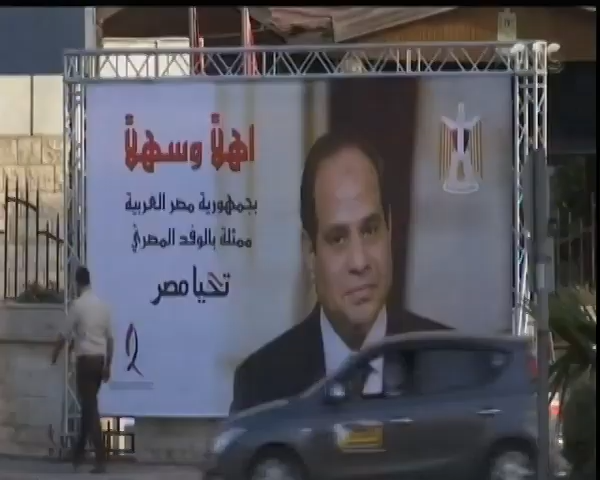 اهلاً وسهلاً
بجمهورية مصر العربية
ممثلة بالوفد المصري
تحيا مصر